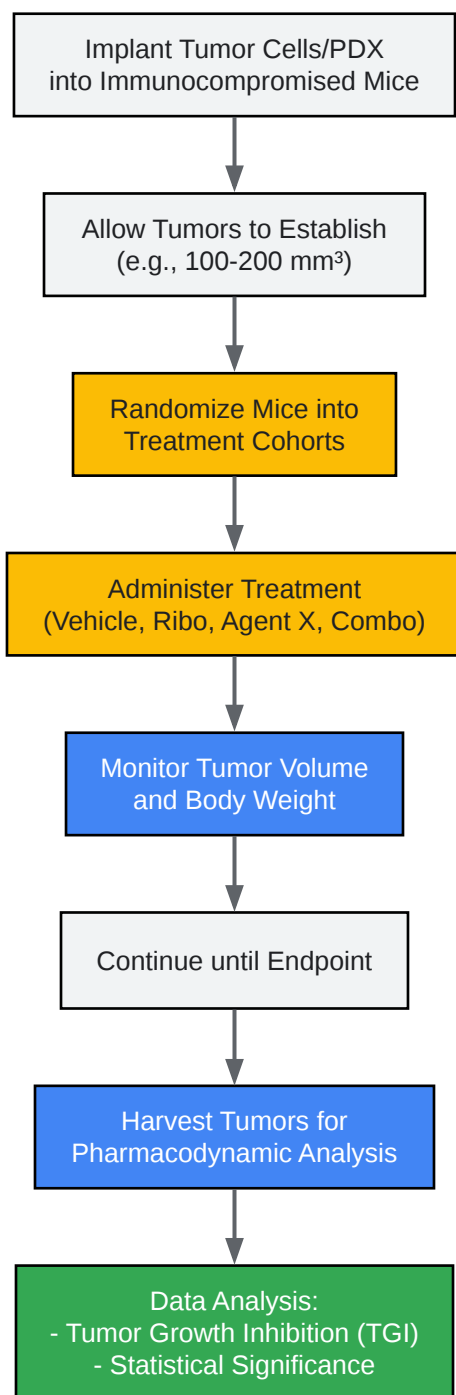 Implant Tumor Cells/PDX
into Immunocompromised Mice
Allow Tumors to Establish
(e.g., 100-200 mm³)
Randomize Mice into
Treatment Cohorts
Administer Treatment
(Vehicle, Ribo, Agent X, Combo)
Monitor Tumor Volume
and Body Weight
Continue until Endpoint
Harvest Tumors for
Pharmacodynamic Analysis
Data Analysis:
- Tumor Growth Inhibition (TGI)
- Statistical Significance